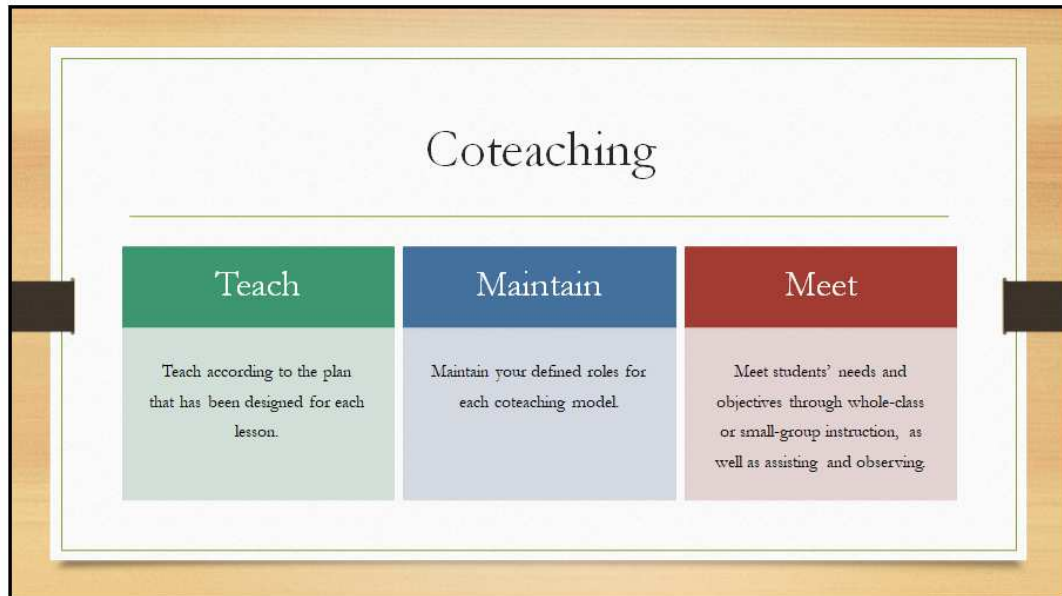 Coteaching
Teach
Teach according to the plan
that has been designed for each
lesson.
Maintain
Maintain your defined roles for
each coteaching model.
Meet
Meet students' needs and
objectives through whole-class
or small-group instruction, as
well as assisting and observing.